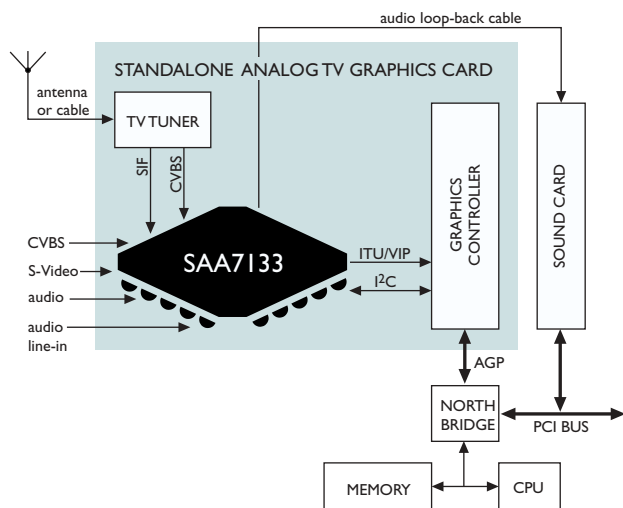 audio loop-back cable
STANDALONE ANALOG TV GRAPHICS CARD
antenna
or cable
TV TUNER
SIF
CVBS
GRAPHICS
CONTROLLER
SOUND CARD
CVBS
S-Video
audio
audio
line-in
SAA7133
ITU/VIP
I²C
AGP
NORTH
BRIDGE
PCI BUS
MEMORY
CPU